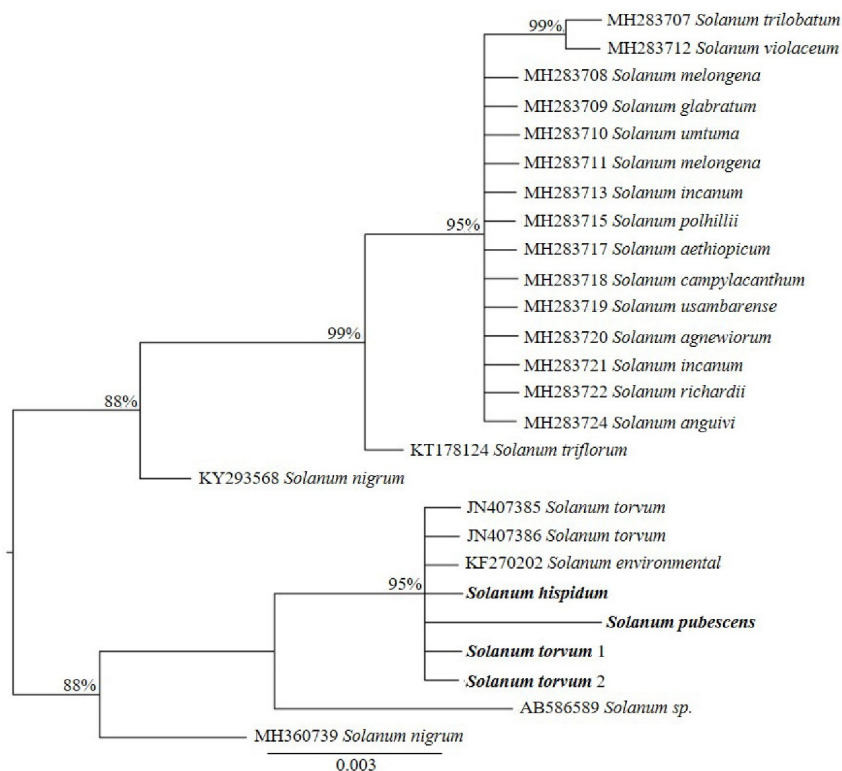 99%
MH283707 Solanum trilobatum
MH283712 Solanum violaceum
MH283708 Solanum melongena
MH283709 Solanum glabratum
MH283710 Solanum umtuma
MH283711 Solanum melongena
MH283713 Solanum incanum
95%
MH283715 Solanum polhillii
MH283717 Solanum aethiopicum
MH283718 Solanum campylacanthum
MH283719 Solanum usambarense
99%
MH283720 Solanum agnewiorum
MH283721 Solanum incanum
MH283722 Solanum richardii
88%
MH283724 Solanum anguivi
KT178124 Solanum triflorum
KY293568 Solanum nigrum
JN407385 Solanum torvum
JN407386 Solanum torvum
KF270202 Solanum environmental
95%
Solanum hispidum
Solanum pubescens
Solanum torvum 1
88%
Solanum torvum 2
AB586589 Solanum sp.
MH360739 Solanum nigrum
0.003